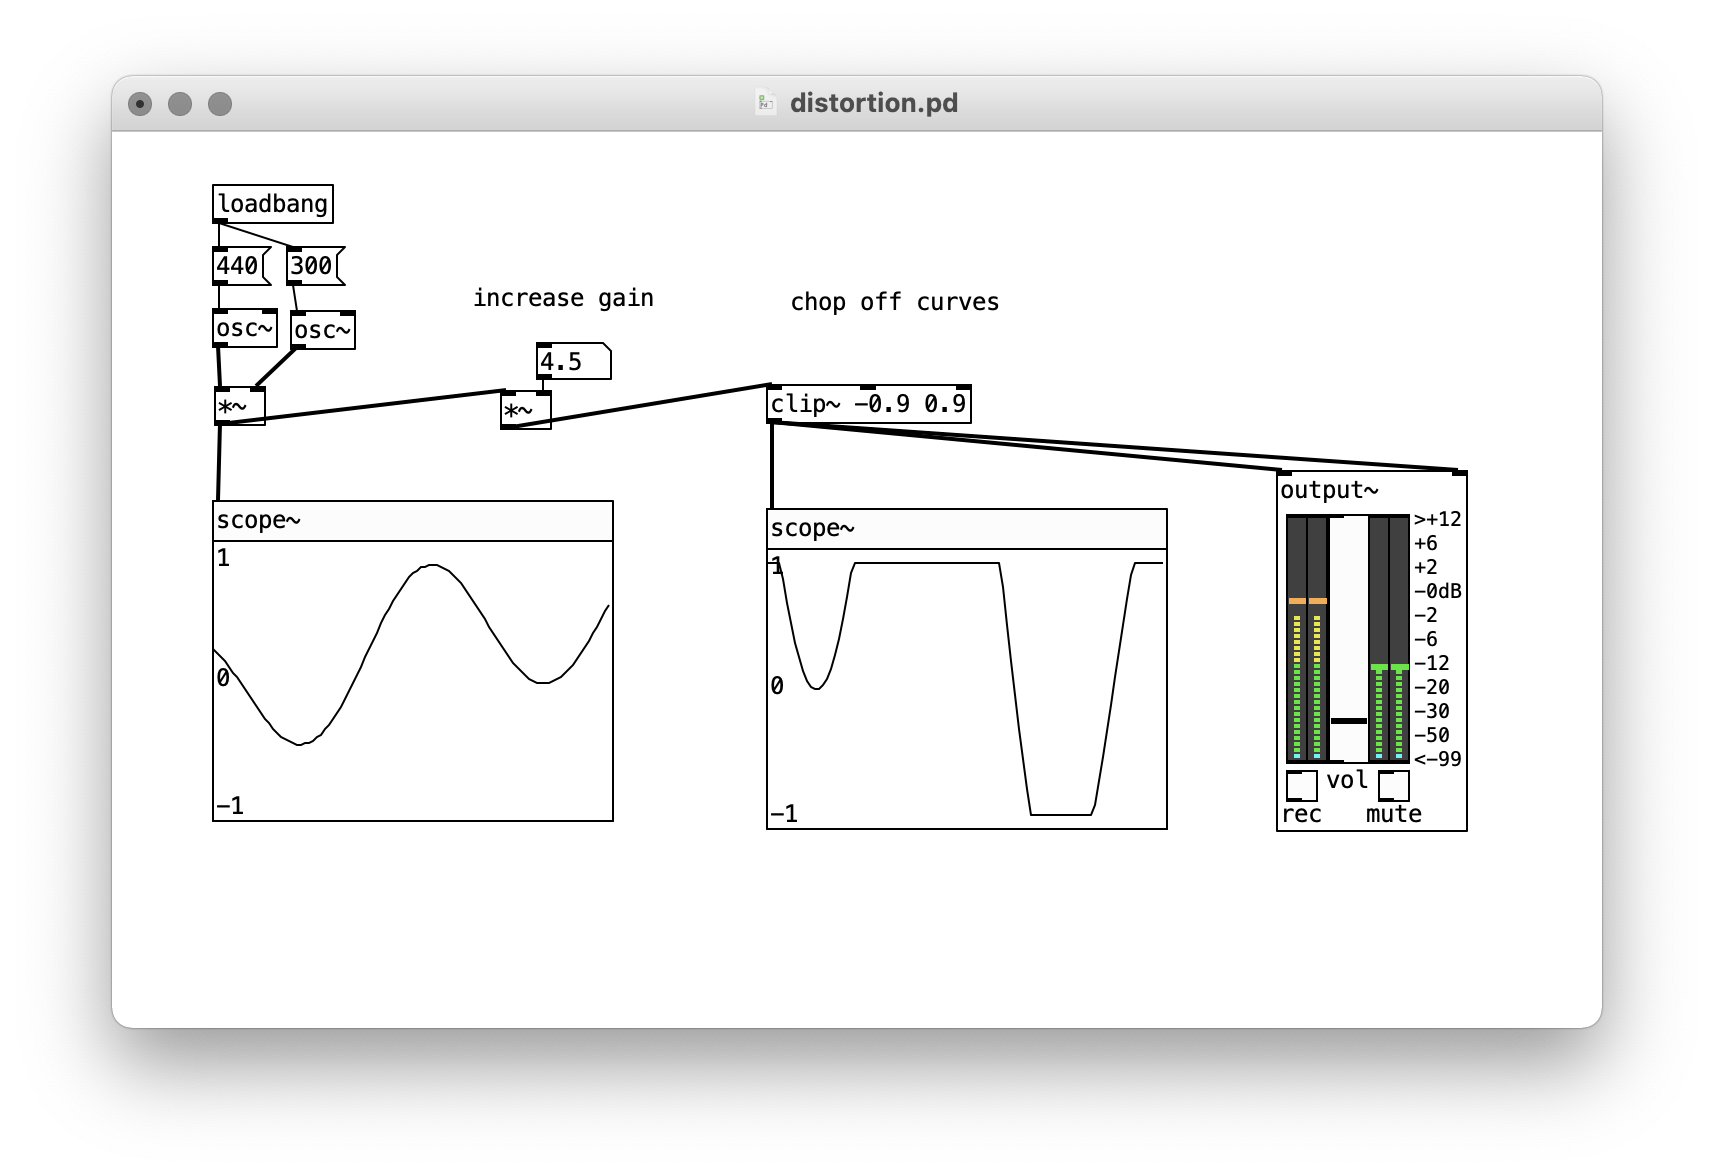 distortion.pd
loadbang
440
300
osc~
osc~
increase gain
chop off curves
4.5
*~
*~
clip~ -0.9 0.9
scope~
1
0
-1
scope~
1
0
-1
output~
>+12
+6
+2
-0dB
-2
-6
-12
-20
-30
-50
<-99
vol
rec
mute